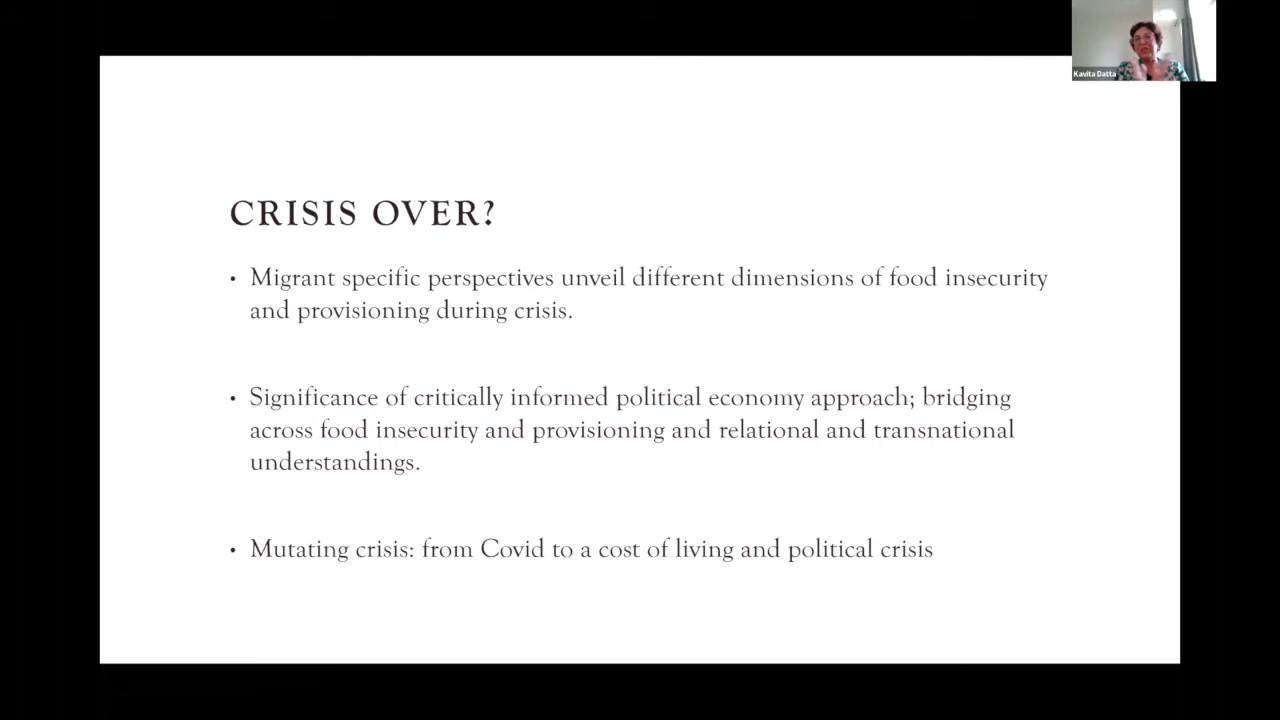 Kavita Datta
CRISIS OVER?
• Migrant specific perspectives unveil different dimensions of food insecurity
and provisioning during crisis.
• Significance of critically informed political economy approach; bridging
across food insecurity and provisioning and relational and transnational
understandings.
• Mutating crisis: from Covid to a cost of living and political crisis